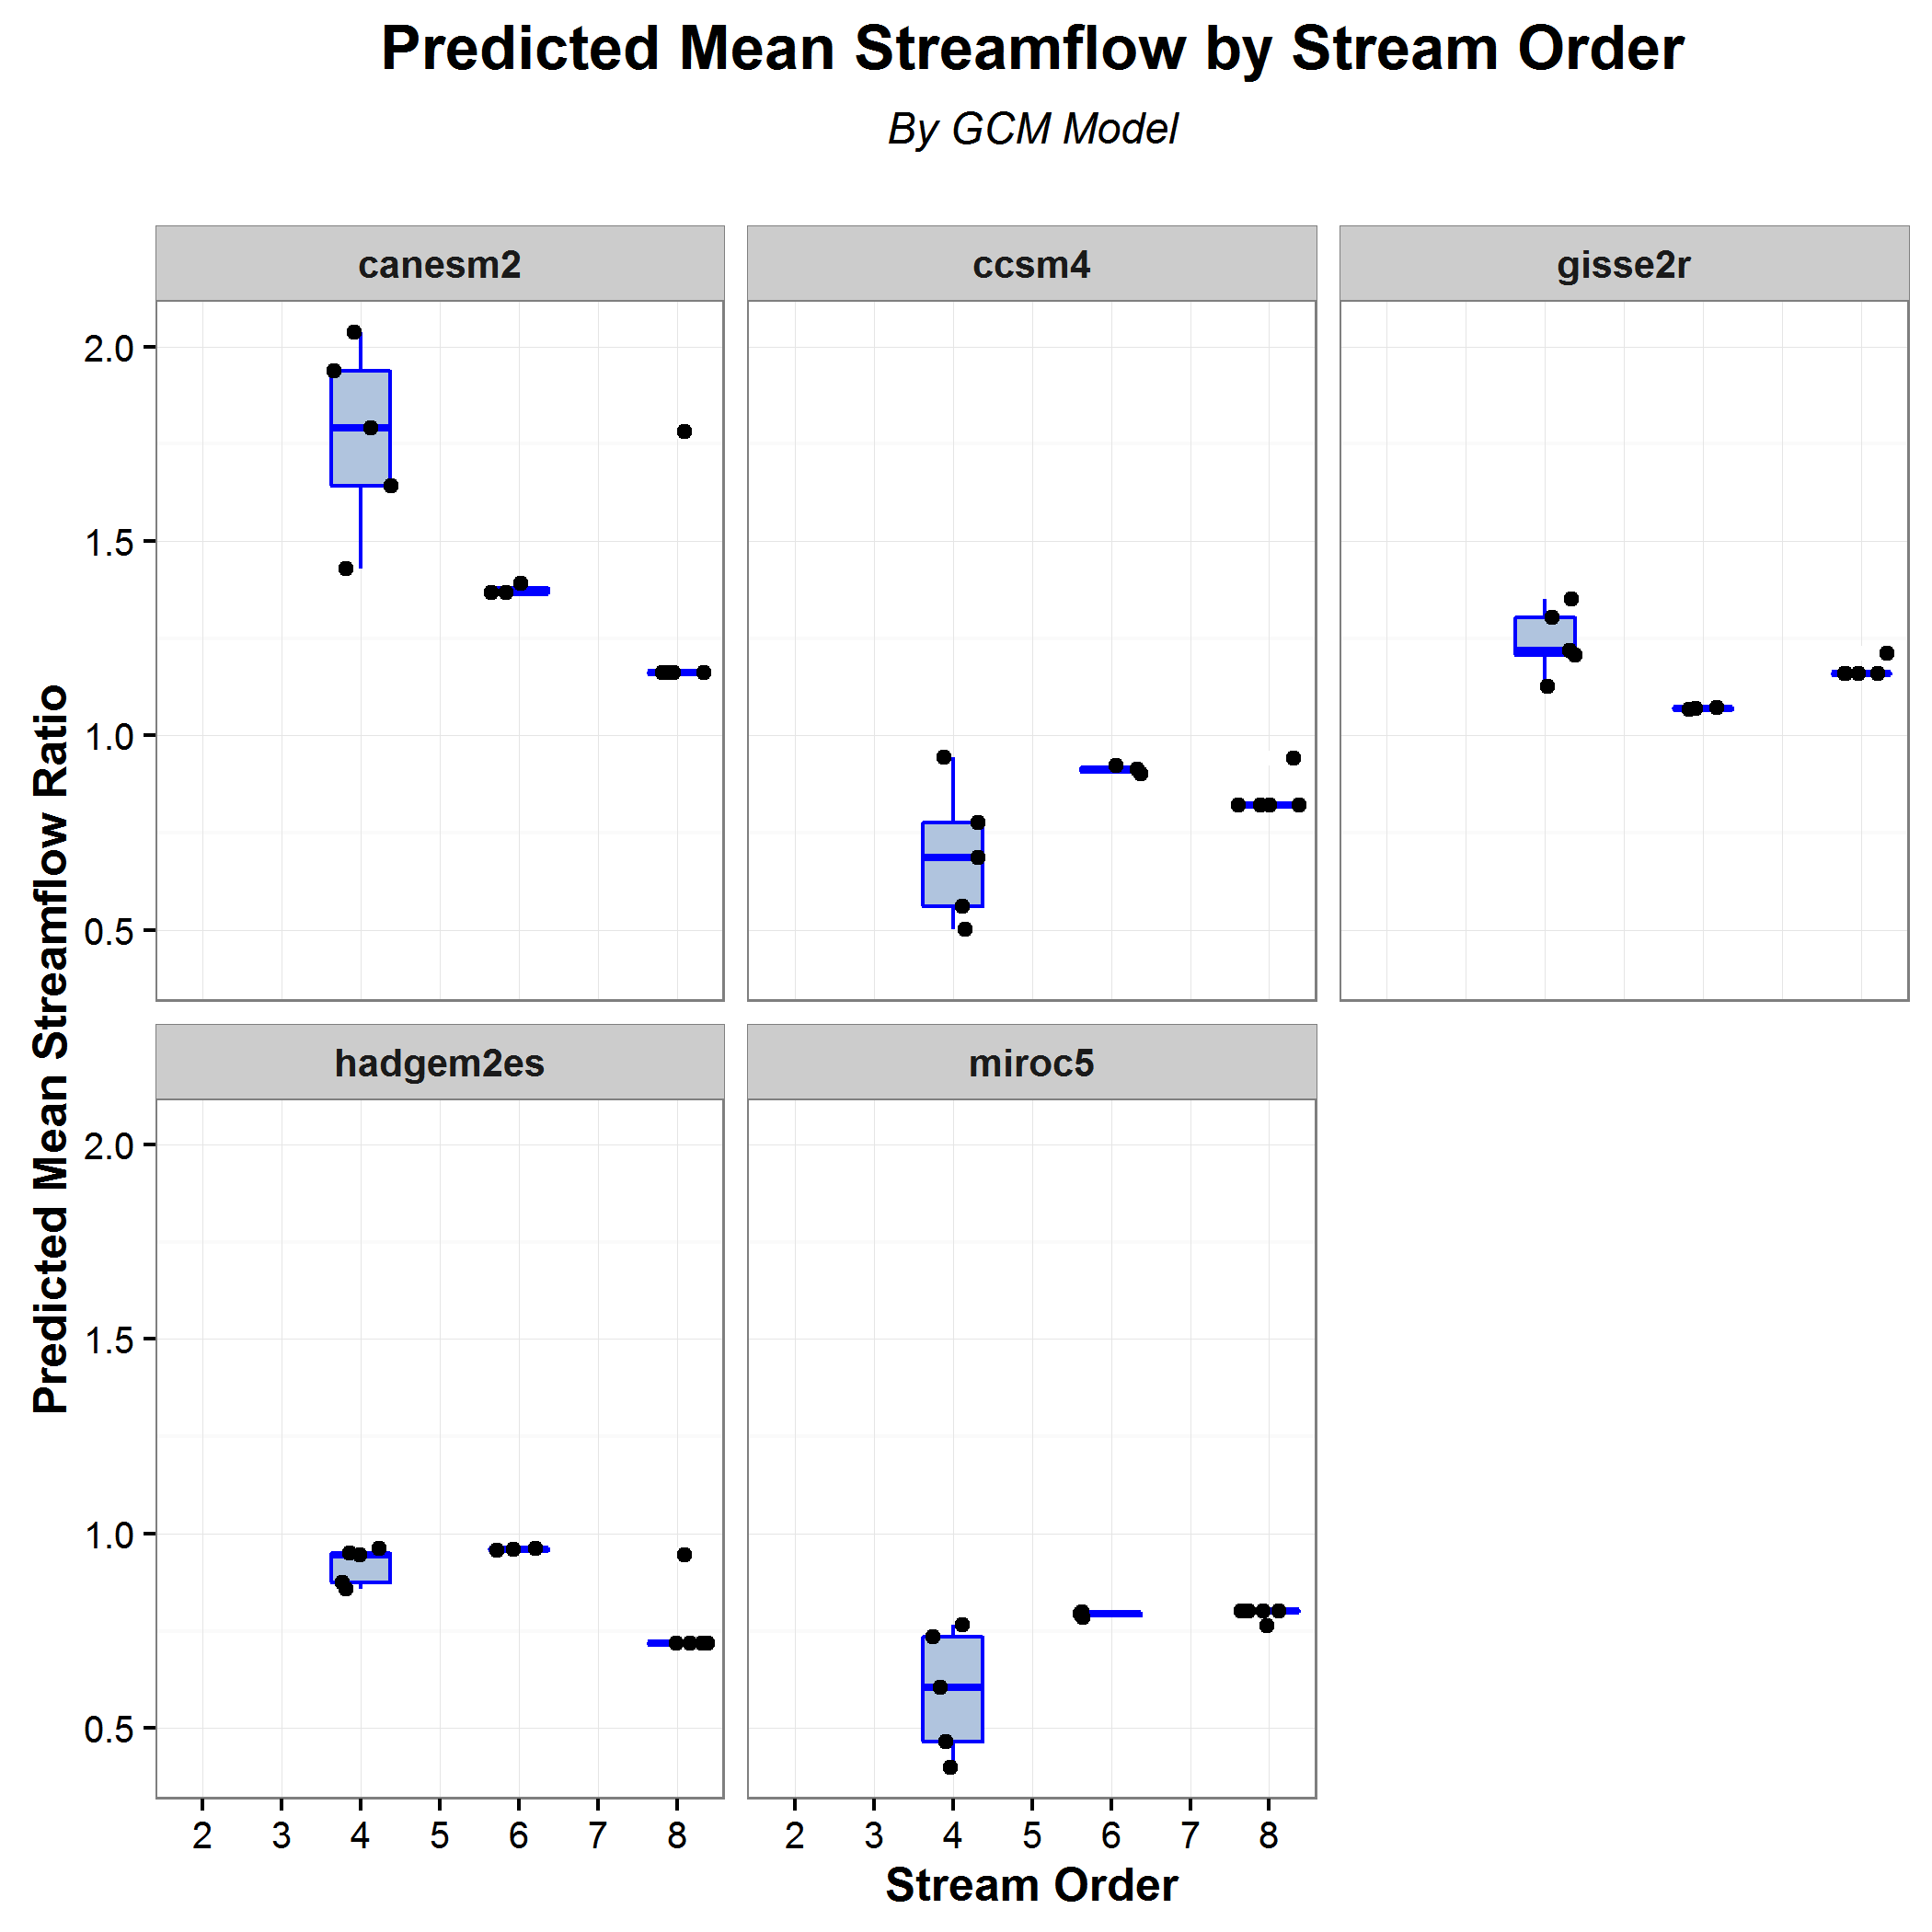 Predicted Mean Streamflow by Stream Order
By GCM Model
canesm2
ccsm4
gisse2r
2.0
1.5
1.0
0.5
Predicted Mean Streamflow Ratio
hadgem2es
miroc5
2.0
1.5
1.0
0.5
2 3 4 5 6 7 8
2 3 4 5 6 7 8
Stream Order